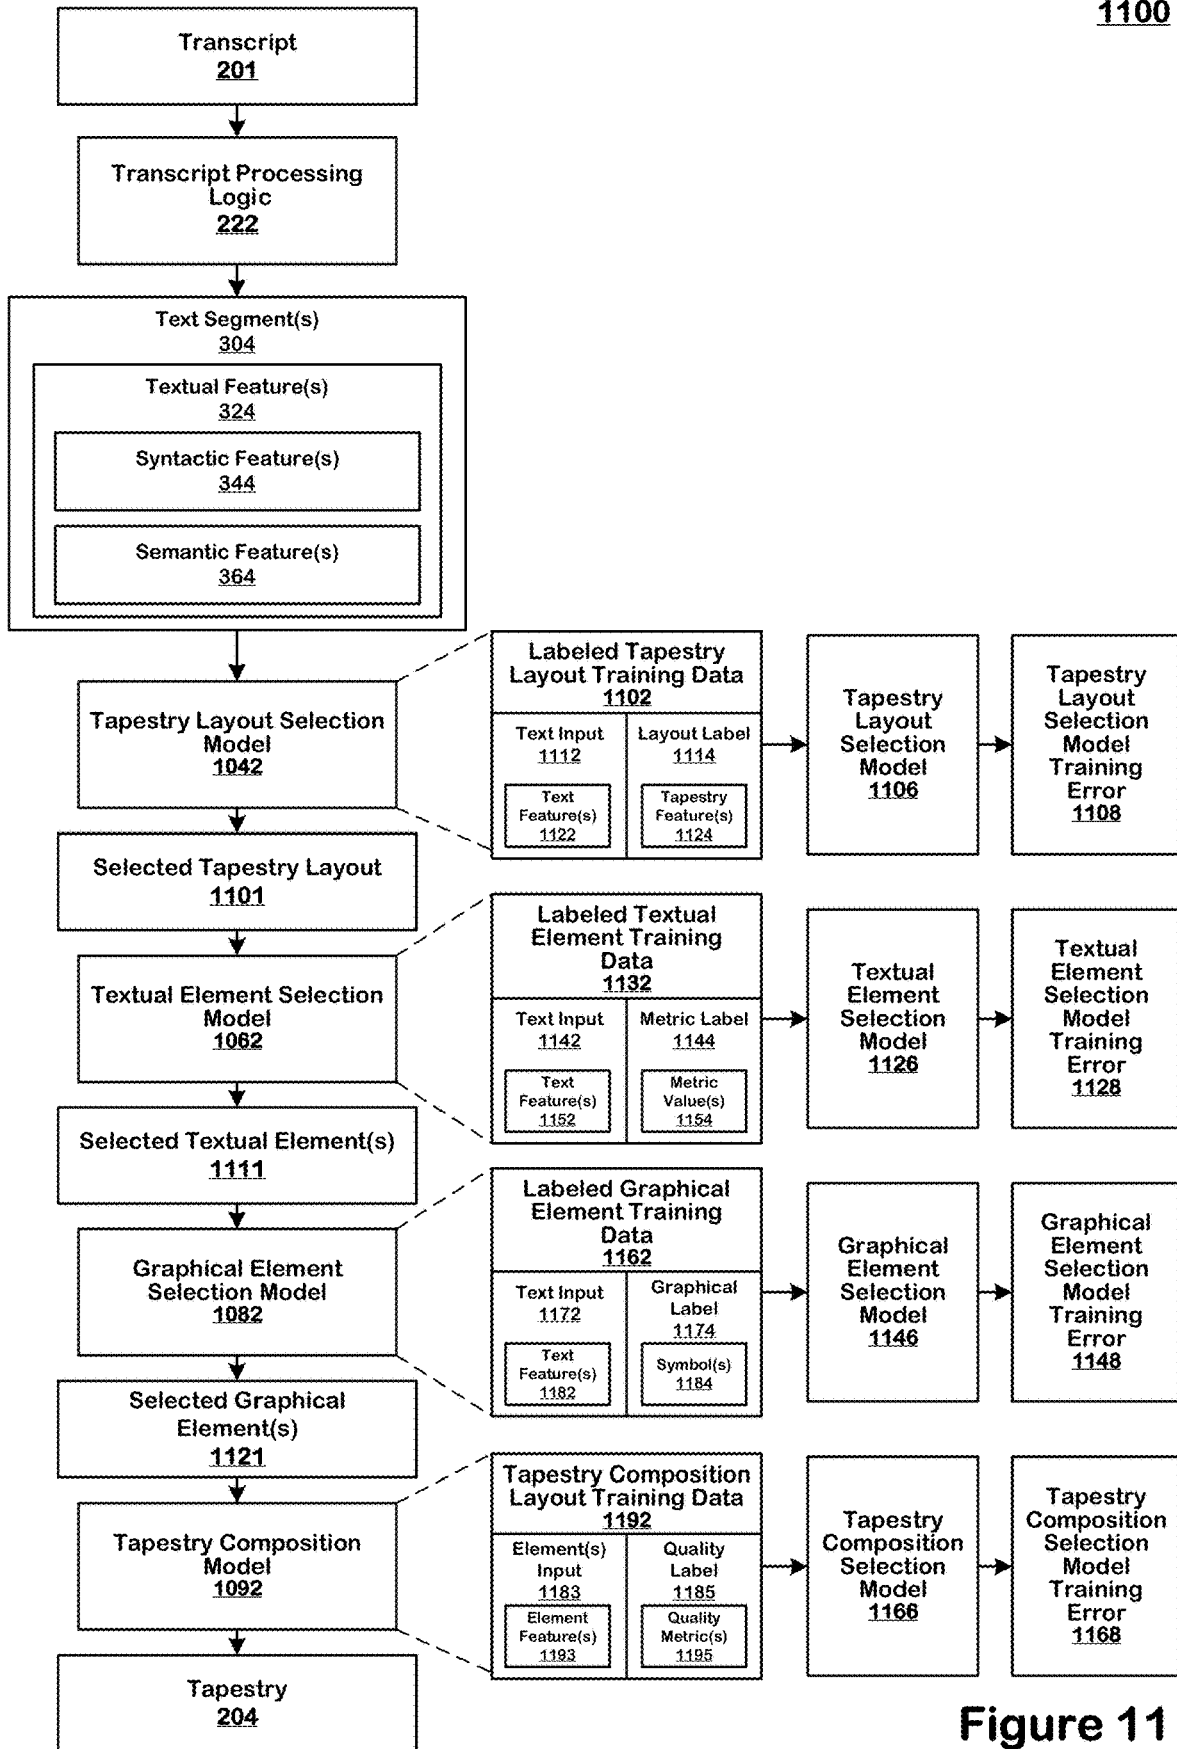 1100
Transcript
201
Transcript Processing
Logic
222
Text Segment(s)
304
Textual Feature(s)
324
Syntactic Feature(s)
344
Semantic Feature(s)
364
Tapestry Layout Selection
Model
1042
Selected Tapestry Layout
1101
Textual Element Selection
Model
1062
Selected Textual Element(s)
1111
Graphical Element
Selection Model
1082
Selected Graphical
Element(s)
1121
Tapestry Composition
Model
1092
Tapestry
204
Labeled Tapestry
Layout Training Data
1102
Text Input
1112
Text
Feature(s)
1122
Layout Label
1114
Tapestry
Feature(s)
1124
Tapestry
Layout
Selection
Model
1106
Tapestry
Layout
Selection
Model
Training
Error
1108
Labeled Textual
Element Training
Data
1132
Text Input
1142
Text
Feature(s)
1152
Metric Label
1144
Metric
Value(s)
1154
Textual
Element
Selection
Model
1126
Textual
Element
Selection
Model
Training
Error
1128
Labeled Graphical
Element Training
Data
1162
Text Input
1172
Text
Feature(s)
1182
Graphical
Label
1174
Symbol(s)
1184
Graphical
Element
Selection
Model
1146
Graphical
Element
Selection
Model
Training
Error
1148
Tapestry Composition
Layout Training Data
1192
Element(s)
Input
1183
Element
Feature(s)
1193
Quality
Label
1185
Quality
Metric(s)
1195
Tapestry
Composition
Selection
Model
1166
Tapestry
Composition
Selection
Model
Training
Error
1168
Figure 11